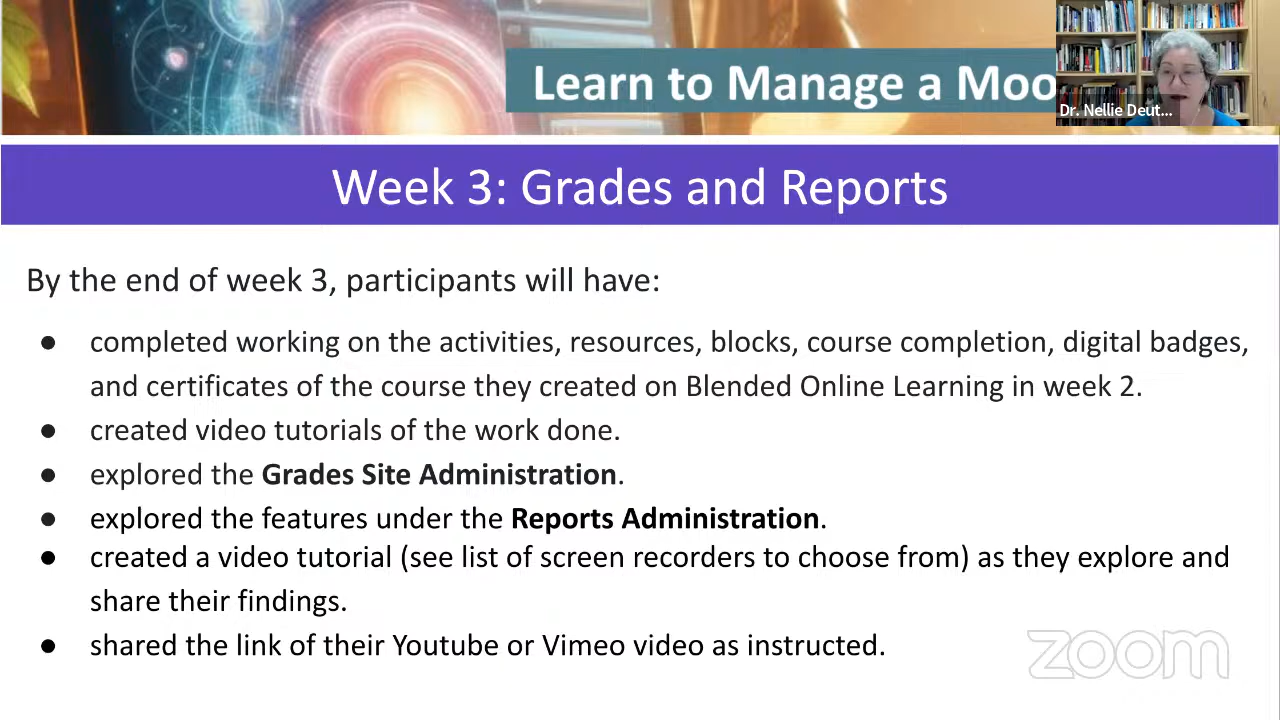 Learn to Manage a Moo
Dr. Nellie Deut...
Week 3: Grades and Reports
By the end of week 3, participants will have:
● completed working on the activities, resources, blocks, course completion, digital badges,
and certificates of the course they created on Blended Online Learning in week 2.
● created video tutorials of the work done.
● explored the Grades Site Administration.
● explored the features under the Reports Administration.
● created a video tutorial (see list of screen recorders to choose from) as they explore and
share their findings.
● shared the link of their Youtube or Vimeo video as instructed.
zoom